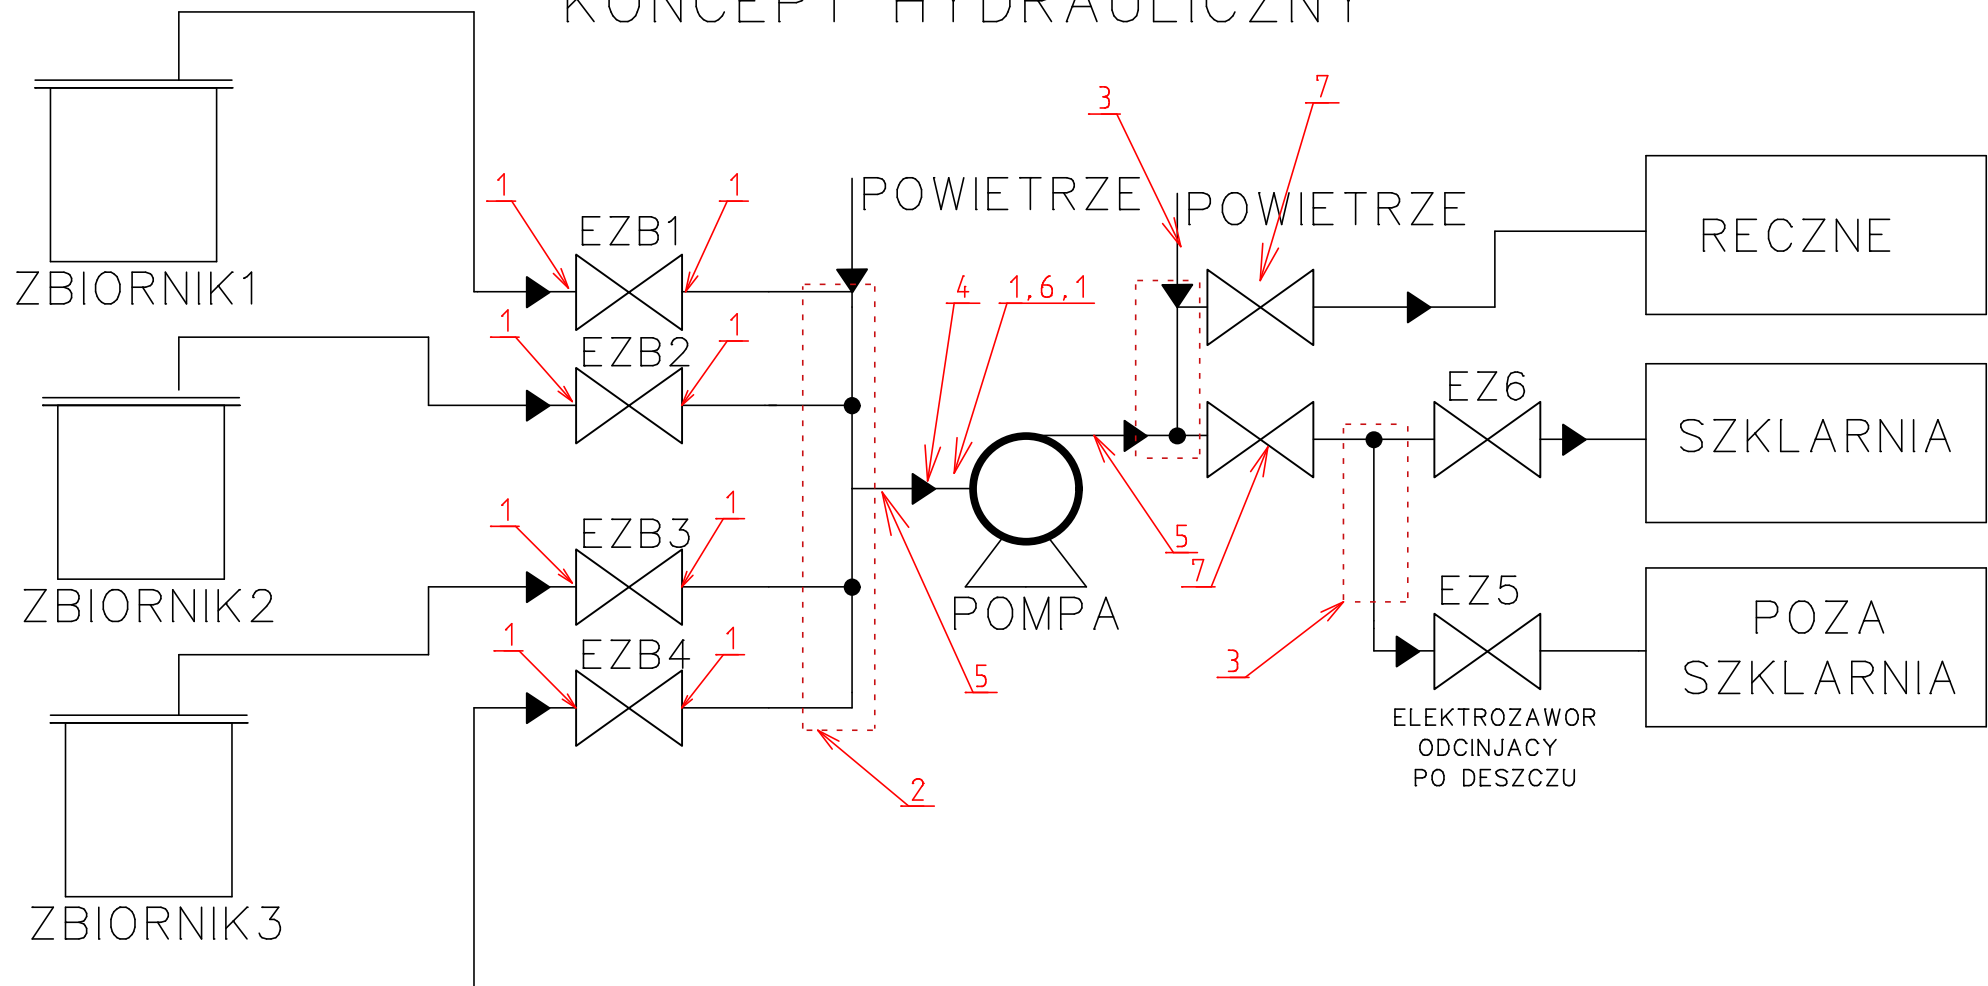 KONCEPT HYDRAULICZNY
3
7
POWIETRZE
POWIETRZE
1
1
EZB1
RECZNE
ZBIORNIK1
4
1,6,1
1
1
EZB2
EZ6
SZKLARNIA
1
1
EZB3
5
7
ZBIORNIK2
POMPA
EZ5
POZA
SZKLARNIA
1
1
EZB4
5
3
ELEKTROZAWOR
ODCINJACY
PO DESZCZU
2
ZBIORNIK3